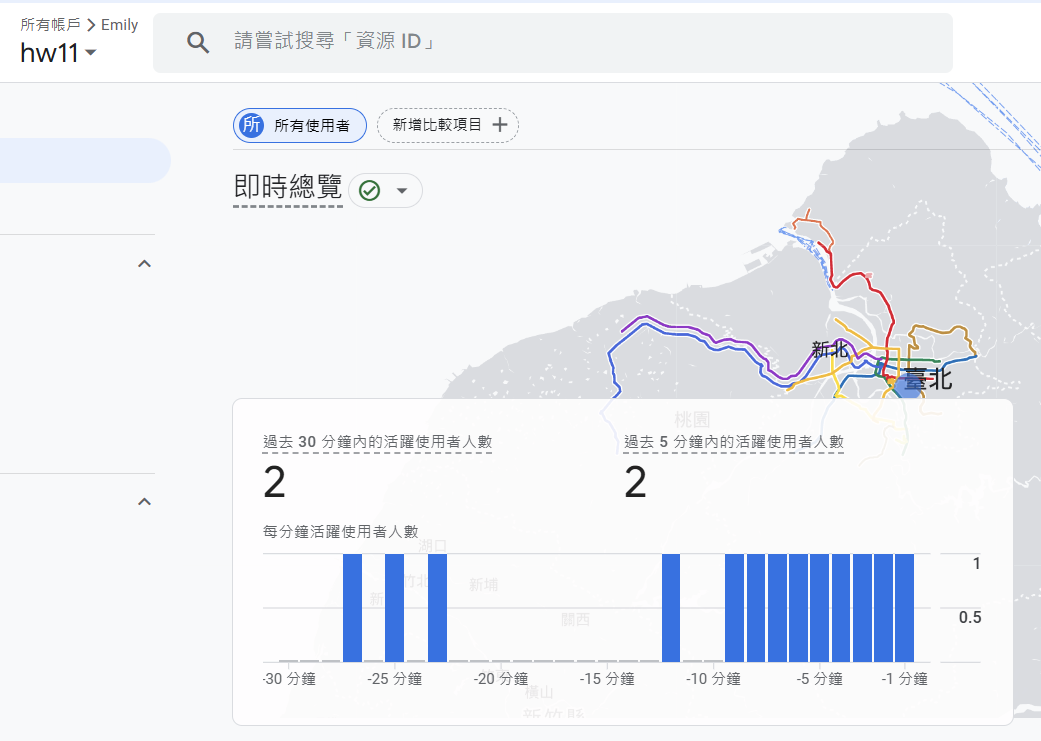 所有帳戶 > Emily
hw11
請嘗試搜尋「資源 ID」
所 所有使用者
新增比較項目 +
即時總覽
新北
臺北
桃園
過去 30 分鐘內的活躍使用者人數
2
過去 5 分鐘內的活躍使用者人數
2
每分鐘活躍使用者人數
湖口
竹北
新埔
新
關西
橫山
新竹縣
1
0.5
-30 分鐘
-25 分鐘
-20 分鐘
-15 分鐘
-10 分鐘
-5 分鐘
-1 分鐘